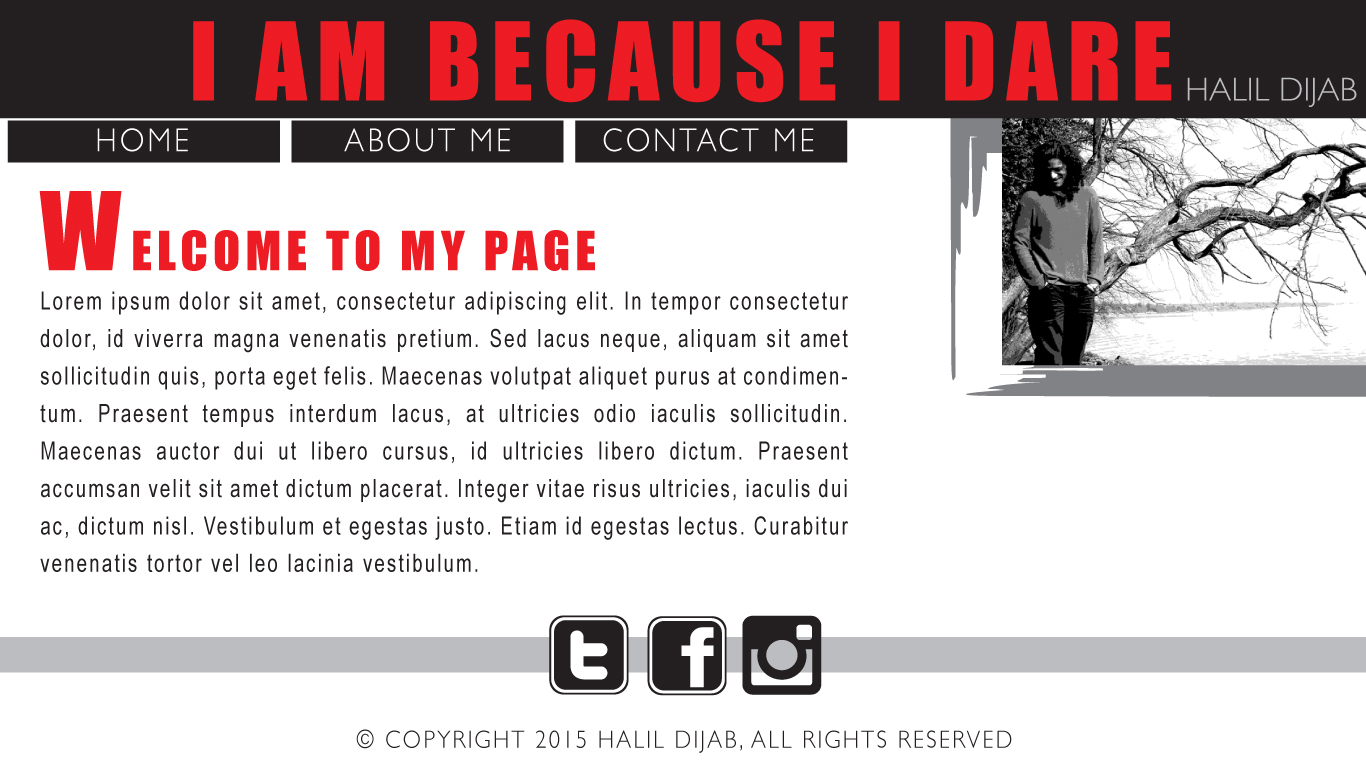 I AM BECAUSE I DARE HALIL DIJAB
HOME ABOUT ME CONTACT ME
WELCOME TO MY PAGE
Lorem ipsum dolor sit amet, consectetur adipiscing elit. In tempor consectetur
dolor, id viverra magna venenatis pretium. Sed lacus neque, aliquam sit amet
sollicitudin quis, porta eget felis. Maecenas volutpat aliquet purus at condimen-
tum. Praesent tempus interdum lacus, at ultricies odio iaculis sollicitudin.
Maecenas auctor dui ut libero cursus, id ultricies libero dictum. Praesent
accumsan velit sit amet dictum placerat. Integer vitae risus ultricies, iaculis dui
ac, dictum nisl. Vestibulum et egestas justo. Etiam id egestas lectus. Curabitur
venenatis tortor vel leo lacinia vestibulum.
t f
© COPYRIGHT 2015 HALIL DIJAB, ALL RIGHTS RESERVED